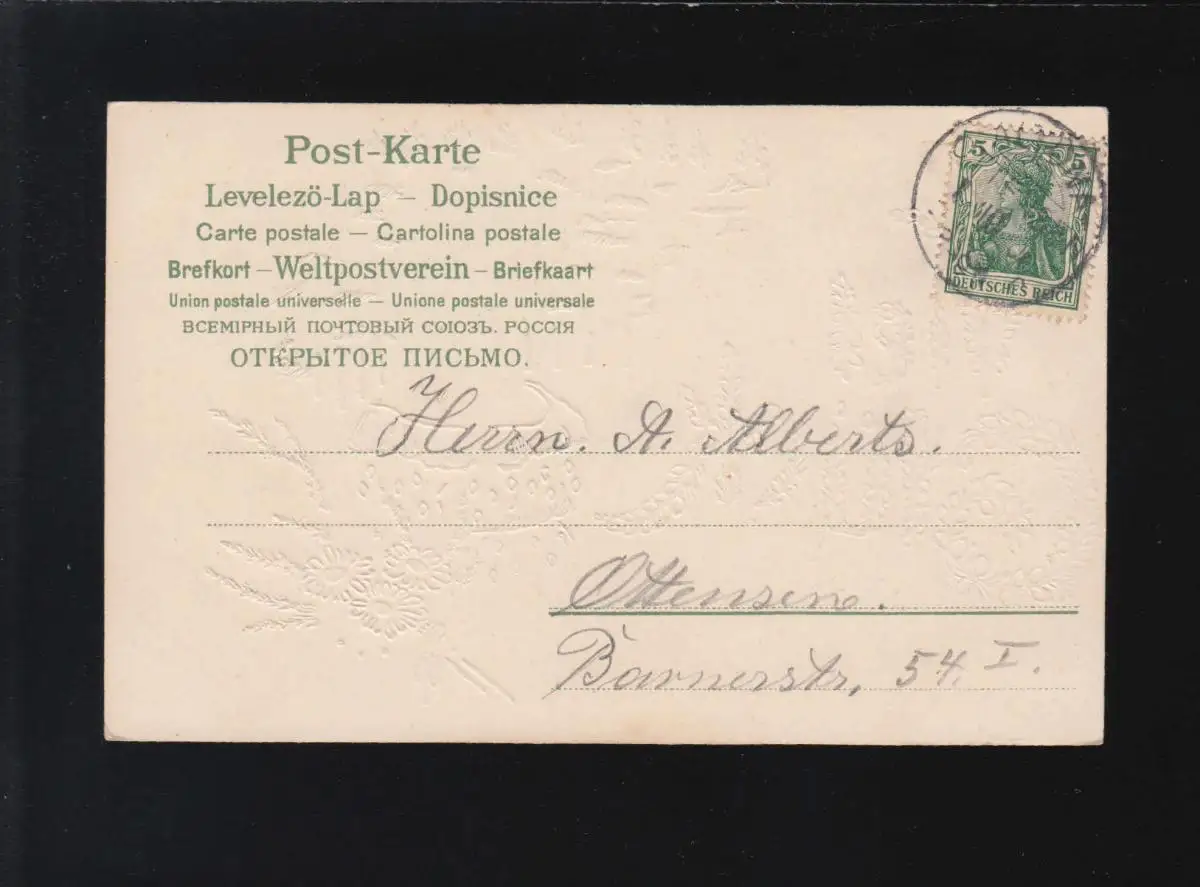 Post-Karte
Levelező-Lap — Dopisnice
Carte postale — Cartolina postale
Brefkort – Weltpostverein – Briefkaart
Union postale universelle — Unione postale universale
ВСЕМІРНЫЙ ПОЧТОВЫЙ СОЮЗЪ. РОССІЯ
ОТКРЫТОЕ ПИСЬМО.
5 5
DEUTSCHES REICH
Herrn. A. Alberts.
Ottensen.
Barnerstr, 54. I.